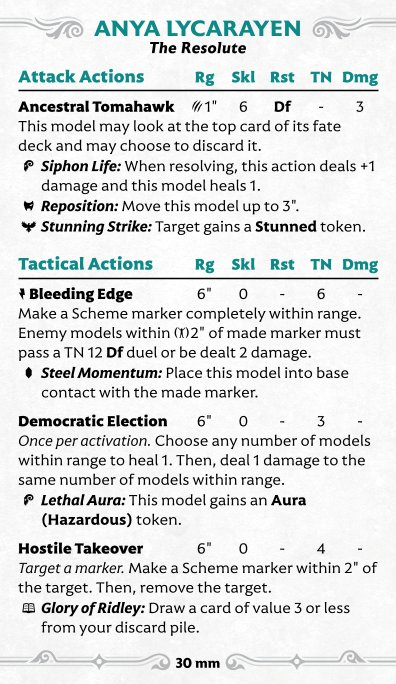 ANYA LYCARAYEN
The Resolute
Attack Actions Rg Skl Rst TN Dmg
Ancestral Tomahawk 1" 6 Df - 3
This model may look at the top card of its fate
deck and may choose to discard it.
Siphon Life: When resolving, this action deals +1
damage and this model heals 1.
Reposition: Move this model up to 3".
Stunning Strike: Target gains a Stunned token.
Tactical Actions Rg Skl Rst TN Dmg
Bleeding Edge 6" 0 - 6 -
Make a Scheme marker completely within range.
Enemy models within 2" of made marker must
pass a TN 12 Df duel or be dealt 2 damage.
Steel Momentum: Place this model into base
contact with the made marker.
Democratic Election 6" 0 - 3 -
Once per activation. Choose any number of models
within range to heal 1. Then, deal 1 damage to the
same number of models within range.
Lethal Aura: This model gains an Aura
(Hazardous) token.
Hostile Takeover 6" 0 - 4 -
Target a marker. Make a Scheme marker within 2" of
the target. Then, remove the target.
Glory of Ridley: Draw a card of value 3 or less
from your discard pile.
30 mm